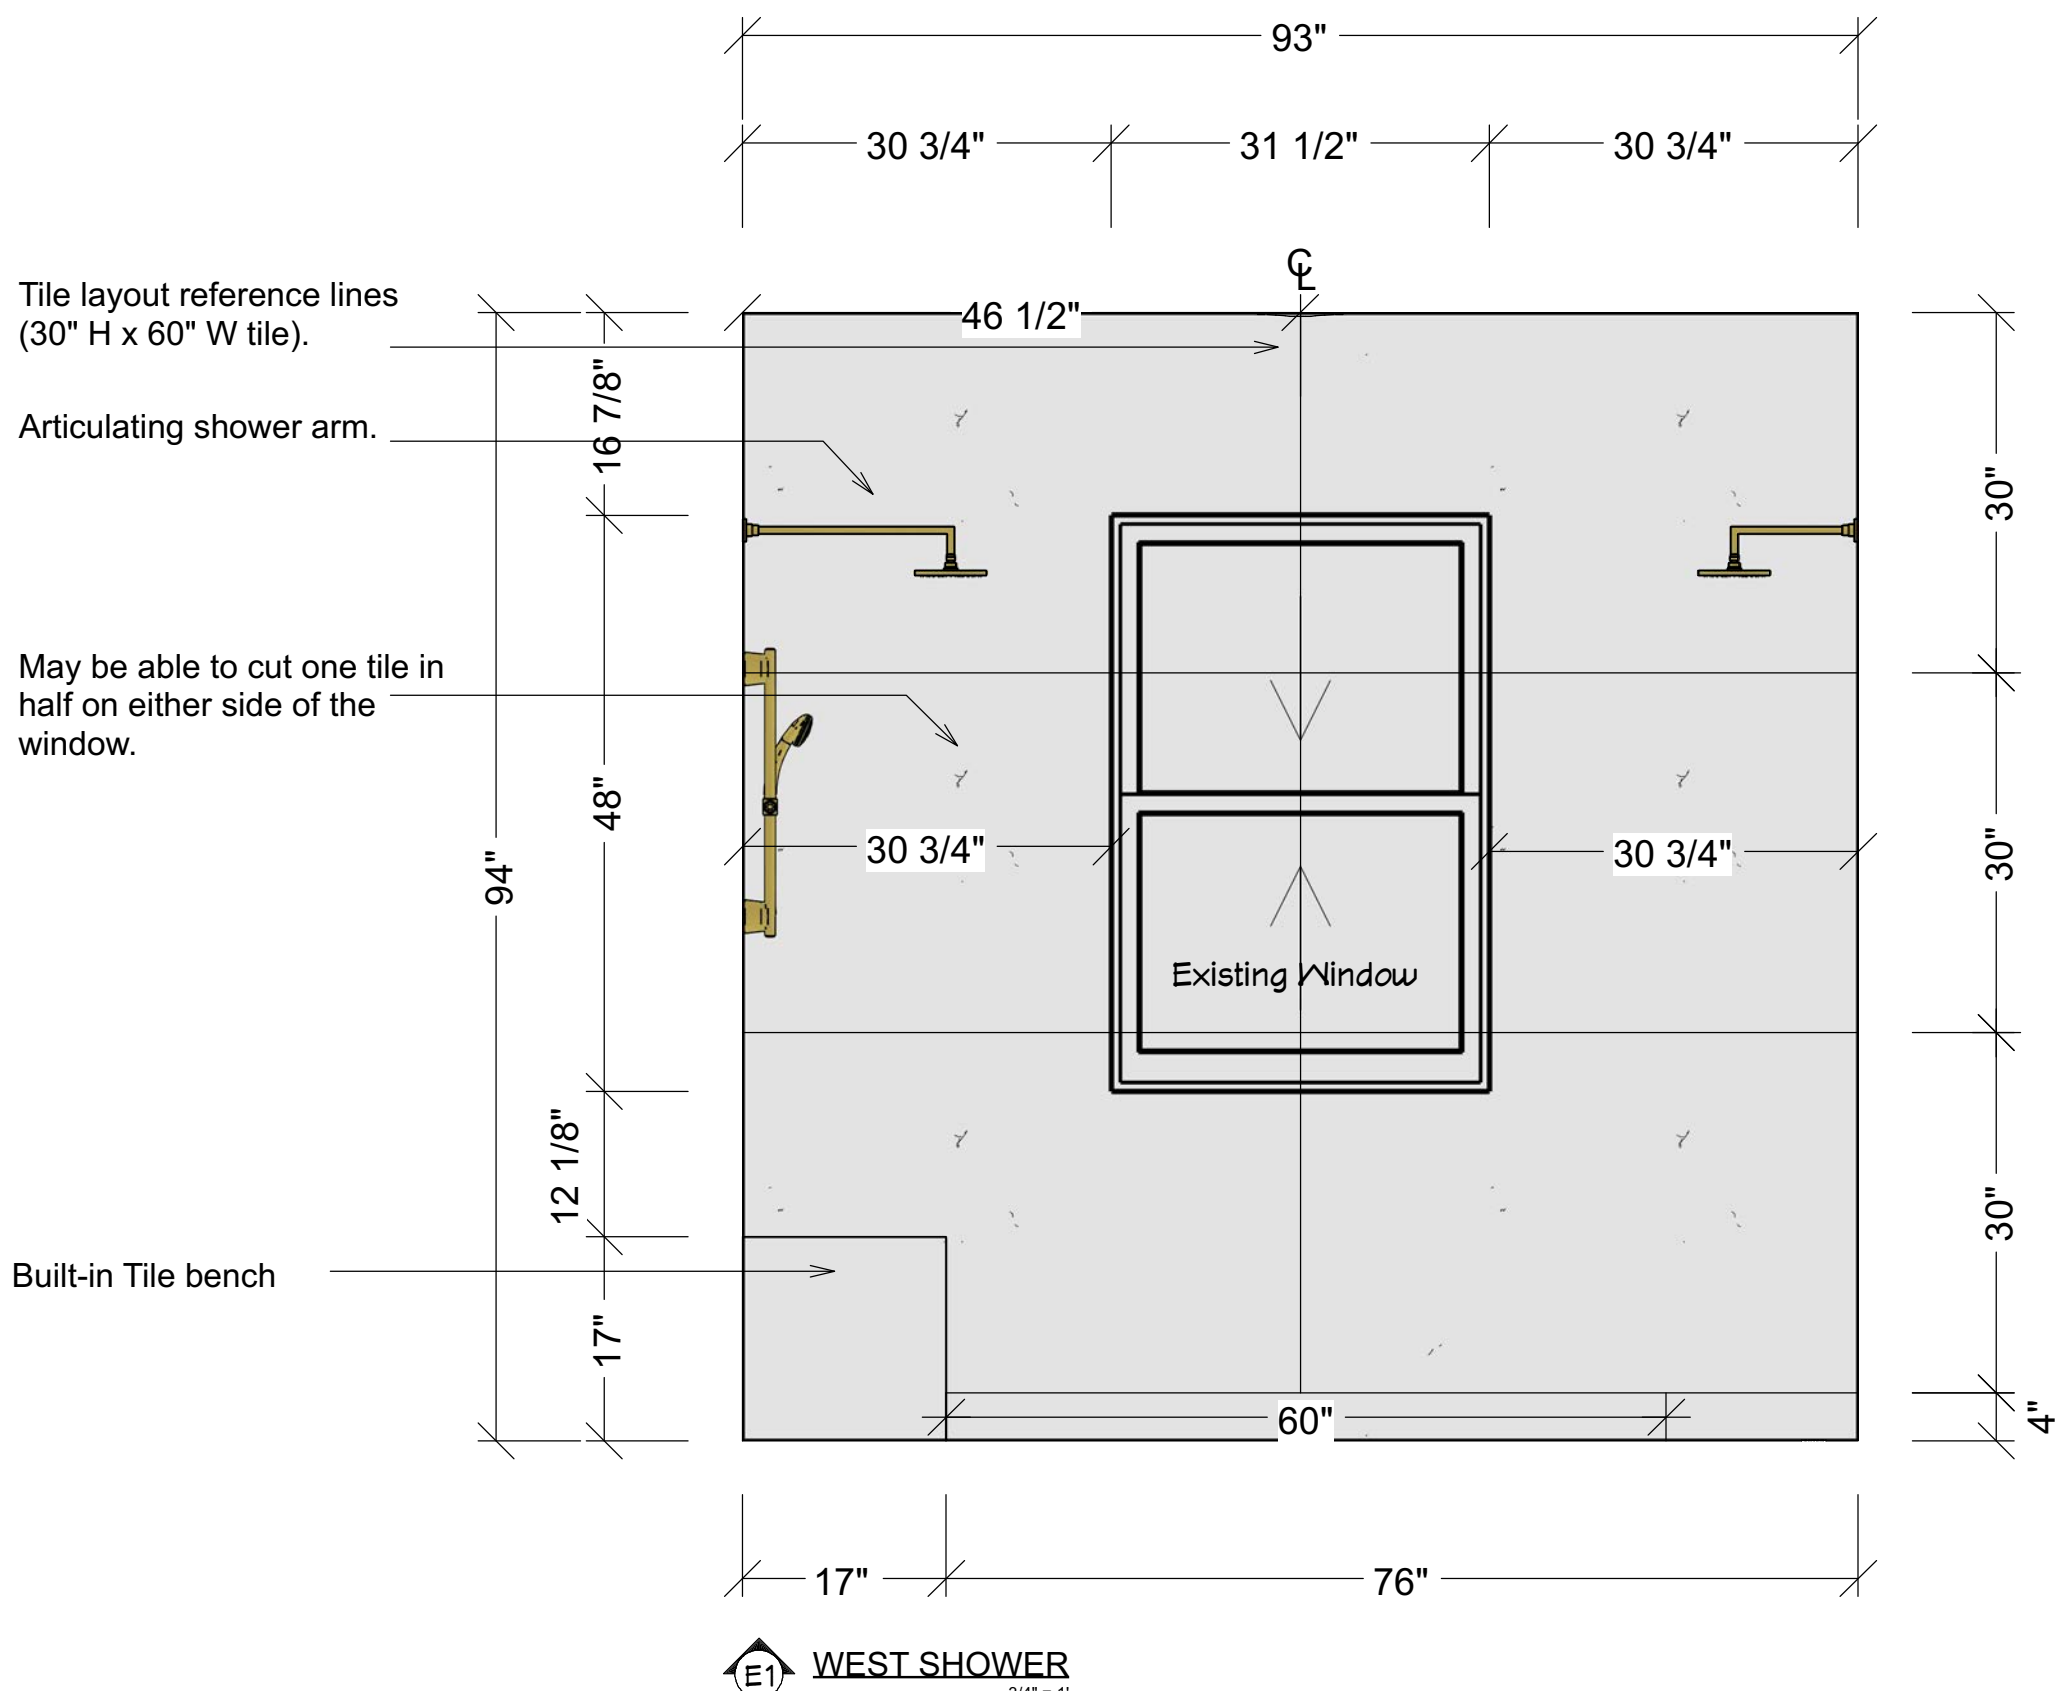 93"
30 3/4"
31 1/2"
30 3/4"
℄
Tile layout reference lines
(30" H x 60" W tile).
46 1/2"
16 7/8"
Articulating shower arm.
30"
May be able to cut one tile in
half on either side of the
window.
48"
94"
30 3/4"
30 3/4"
30"
Existing Window
12 1/8"
30"
Built-in Tile bench
17"
60"
4"
17"
76"
E1
WEST SHOWER
3/4" = 1'